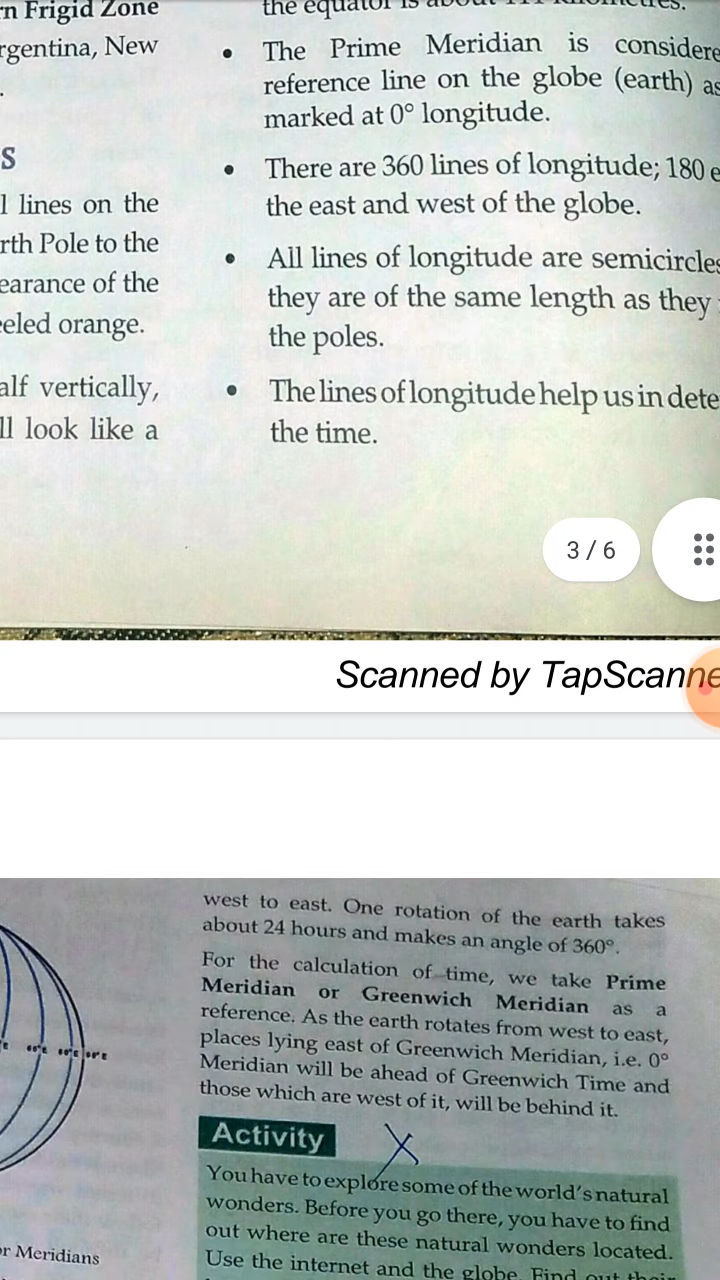 rn Frigid Zone
rgentina, New
.
S
l lines on the
rth Pole to the
earance of the
eeled orange.
alf vertically,
ll look like a
the equator is about 111 kilometres.
• The Prime Meridian is considere
reference line on the globe (earth) as
marked at 0° longitude.
• There are 360 lines of longitude; 180 e
the east and west of the globe.
• All lines of longitude are semicircles
they are of the same length as they
the poles.
• The lines of longitude help us in dete
the time.
3 / 6
Scanned by TapScanne
r Meridians
west to east. One rotation of the earth takes
about 24 hours and makes an angle of 360°.
For the calculation of time, we take Prime
Meridian or Greenwich Meridian as a
reference. As the earth rotates from west to east,
places lying east of Greenwich Meridian, i.e. 0°
Meridian will be ahead of Greenwich Time and
those which are west of it, will be behind it.
Activity
You have to explore some of the world's natural
wonders. Before you go there, you have to find
out where are these natural wonders located.
Use the internet and the globe. Find out their